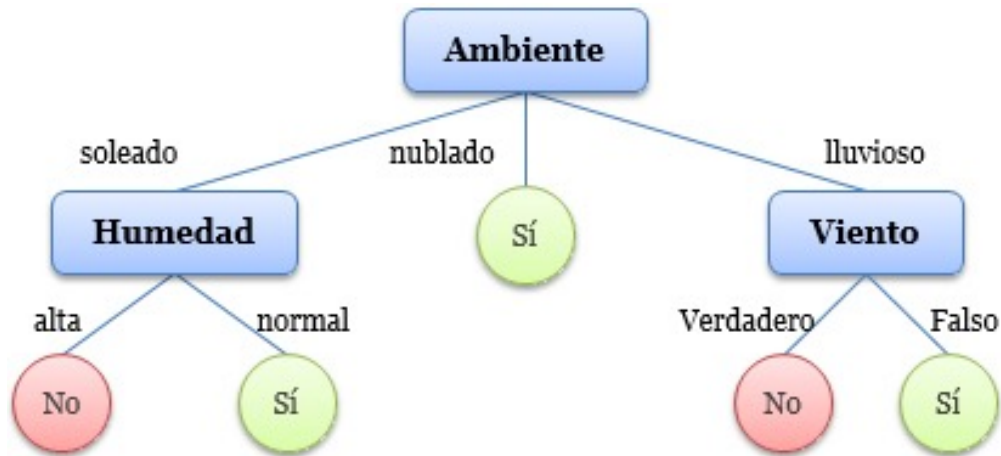 Ambiente
soleado
nublado
lluvioso
Humedad
Sí
Viento
alta
normal
Verdadero
Falso
No
Sí
No
Sí